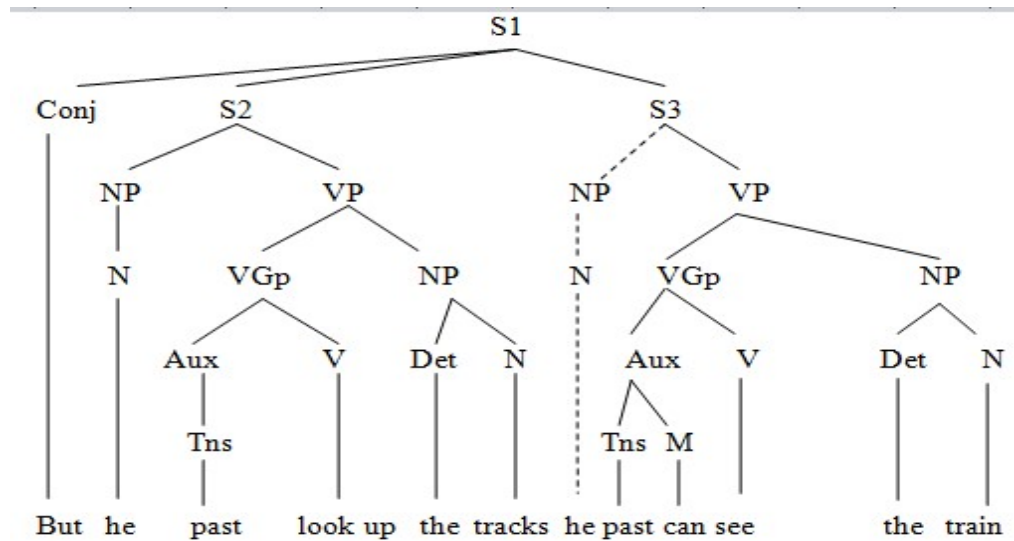 S1
Conj S2 S3
NP VP NP VP
N VGp NP N VGp NP
Aux V Det N Aux V Det N
Tns Tns M
But he past look up the tracks he past can see the train